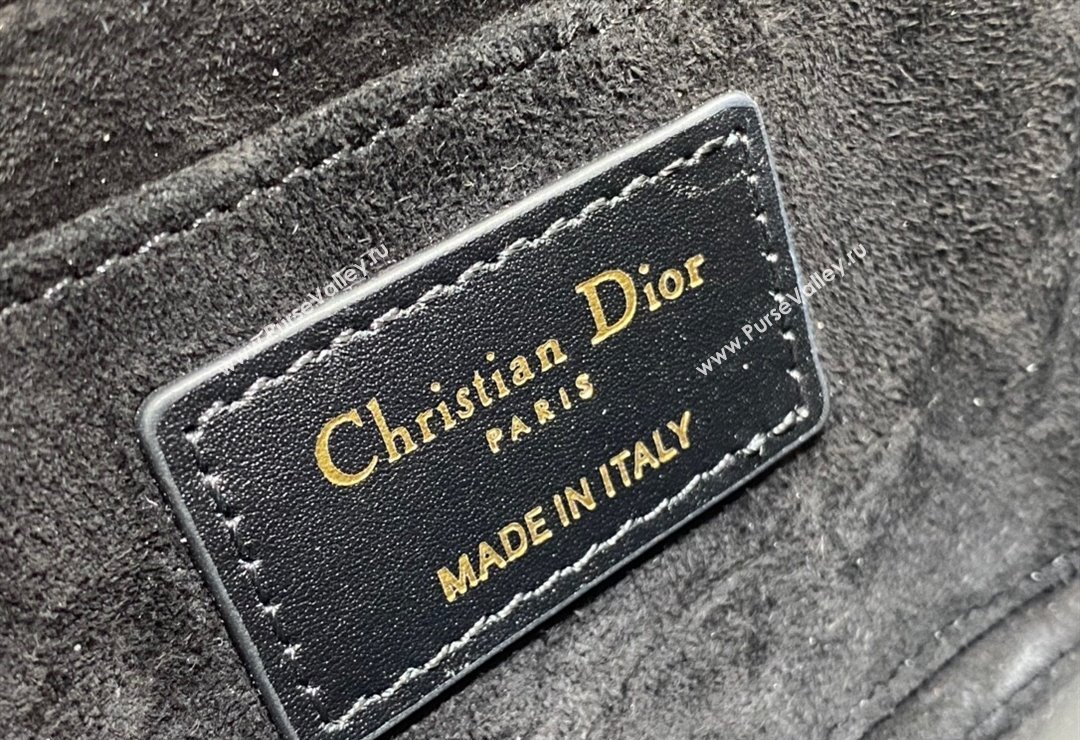 www.PurseValley.ru
www.PurseValley.ru
Christian Dior
PARIS
MADE IN ITALY